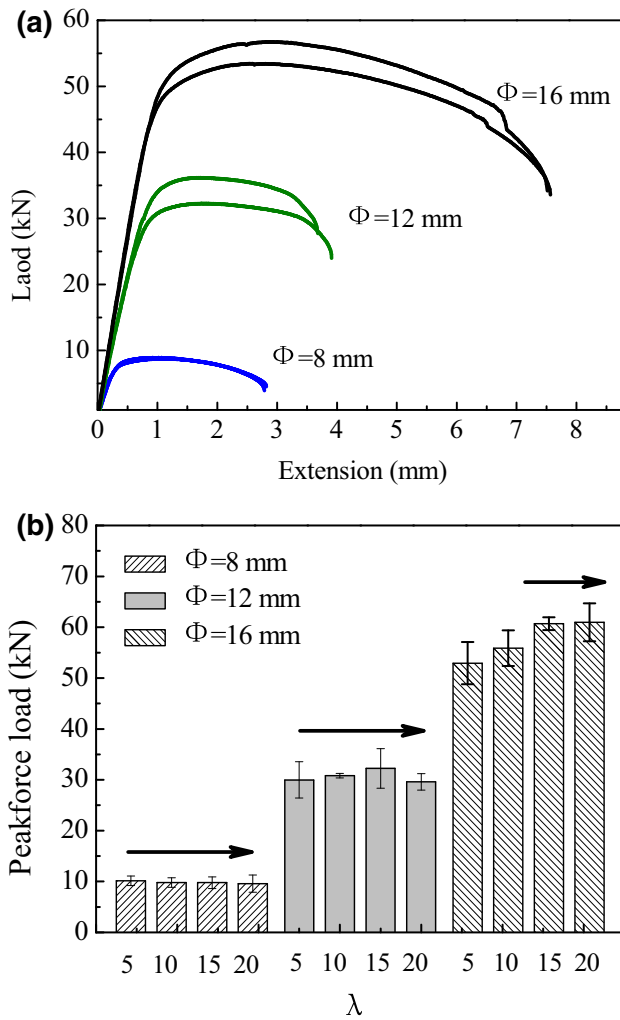 (a)
60
50
40
30
20
10
Laod (kN)
Φ=16 mm
Φ=12 mm
Φ=8 mm
0 1 2 3 4 5 6 7 8
Extension (mm)
(b)
80
70
60
50
40
30
20
10
0
Peakforce load (kN)
Φ=8 mm
Φ=12 mm
Φ=16 mm
5 10 15 20 5 10 15 20 5 10 15 20
λ